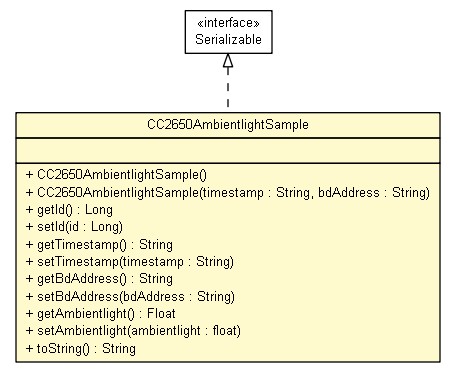 «interface»
Serializable
CC2650AmbientlightSample
+ CC2650AmbientlightSample()
+ CC2650AmbientlightSample(timestamp : String, bdAddress : String)
+ getId() : Long
+ setId(id : Long)
+ getTimestamp() : String
+ setTimestamp(timestamp : String)
+ getBdAddress() : String
+ setBdAddress(bdAddress : String)
+ getAmbientlight() : Float
+ setAmbientlight(ambientlight : float)
+ toString() : String